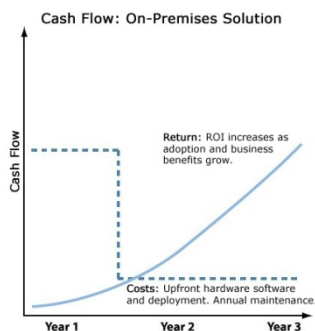 Cash Flow: On-Premises Solution
Cash Flow
Return: ROI increases as
adoption and business
benefits grow.
Costs: Upfront hardware software
and deployment. Annual maintenance.
Year 1
Year 2
Year 3